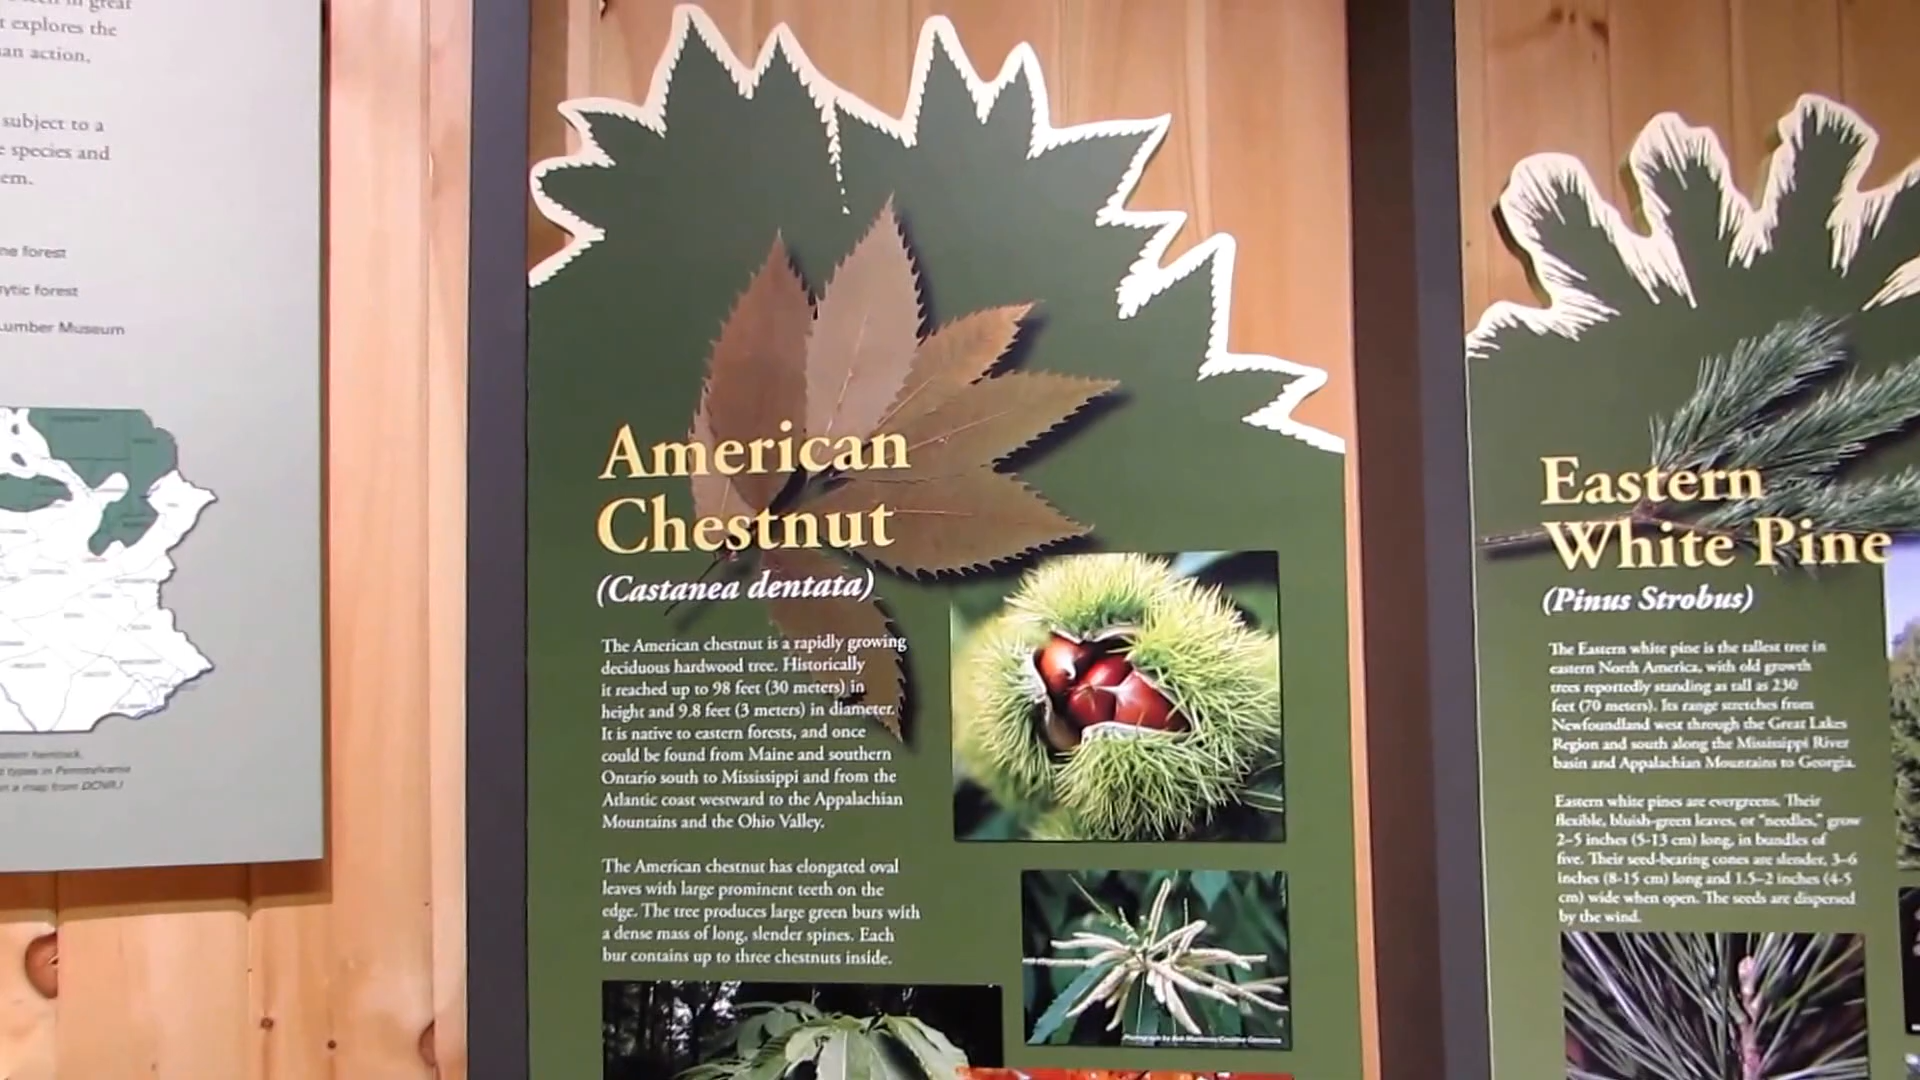 t explores the
an action,
subject to a
e species and
em.
ne forest
ytic forest
Lumber Museum
eastern hemlock,
types in Pennsylvania
n a map from DCNR.)
American
Chestnut
(Castanea dentata)
The American chestnut is a rapidly growing
deciduous hardwood tree. Historically
it reached up to 98 feet (30 meters) in
height and 9.8 feet (3 meters) in diameter.
It is native to eastern forests, and once
could be found from Maine and southern
Ontario south to Mississippi and from the
Atlantic coast westward to the Appalachian
Mountains and the Ohio Valley.
The American chestnut has elongated oval
leaves with large prominent teeth on the
edge. The tree produces large green burs with
a dense mass of long, slender spines. Each
bur contains up to three chestnuts inside.
Eastern
White Pine
(Pinus Strobus)
The Eastern white pine is the tallest tree in
eastern North America, with old growth
trees reportedly standing as tall as 230
feet (70 meters). Its range stretches from
Newfoundland west through the Great Lakes
Region and south along the Mississippi River
basin and Appalachian Mountains to Georgia.
Eastern white pines are evergreens. Their
flexible, bluish-green leaves, or "needles," grow
2–5 inches (5-13 cm) long, in bundles of
five. Their seed-bearing cones are slender, 3–6
inches (8-15 cm) long and 1.5–2 inches (4-5
cm) wide when open. The seeds are dispersed
by the wind.